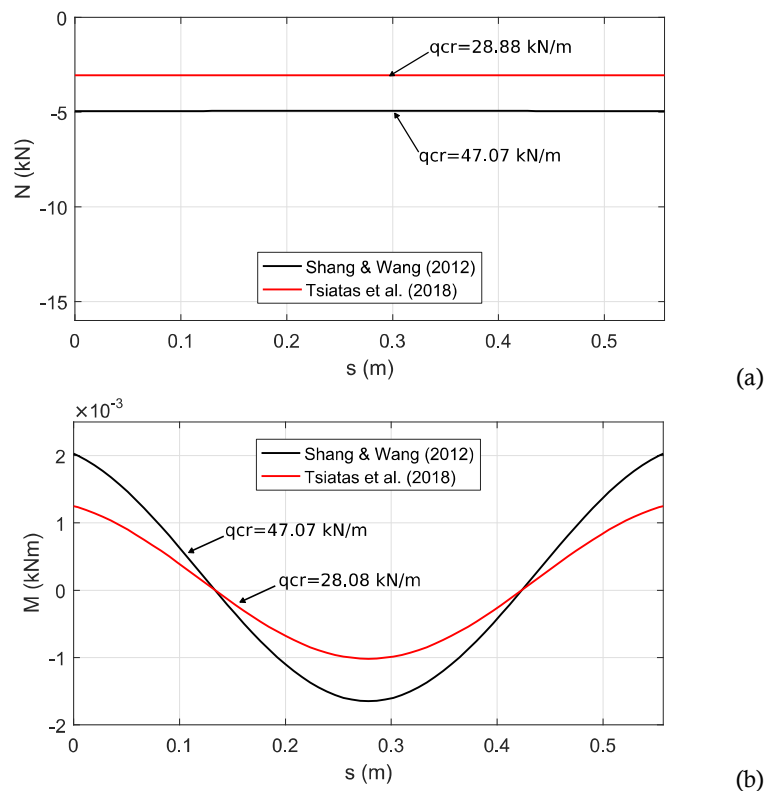 0
-5
-10
-15
N (kN)
qcr=28.88 kN/m
qcr=47.07 kN/m
Shang & Wang (2012)
Tsiatas et al. (2018)
0 0.1 0.2 0.3 0.4 0.5
s (m)
(a)
×10⁻³
2
1
0
-1
-2
M (kNm)
Shang & Wang (2012)
Tsiatas et al. (2018)
qcr=47.07 kN/m
qcr=28.08 kN/m
0 0.1 0.2 0.3 0.4 0.5
s (m)
(b)